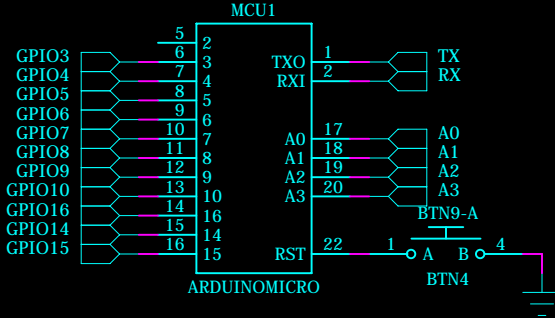 MCU1
5 2
GPIO3 6 3 TXO 1 TX
GPIO4 7 4 RXI 2 RX
GPIO5 8 5
GPIO6 9 6
GPIO7 10 7 A0 17 A0
GPIO8 11 8 A1 18 A1
GPIO9 12 9 A2 19 A2
GPIO10 13 10 A3 20 A3
GPIO16 14 16 BTN9-A
GPIO14 15 14
GPIO15 16 15 RST 22 1 A B 4
ARDUINOMICRO BTN4